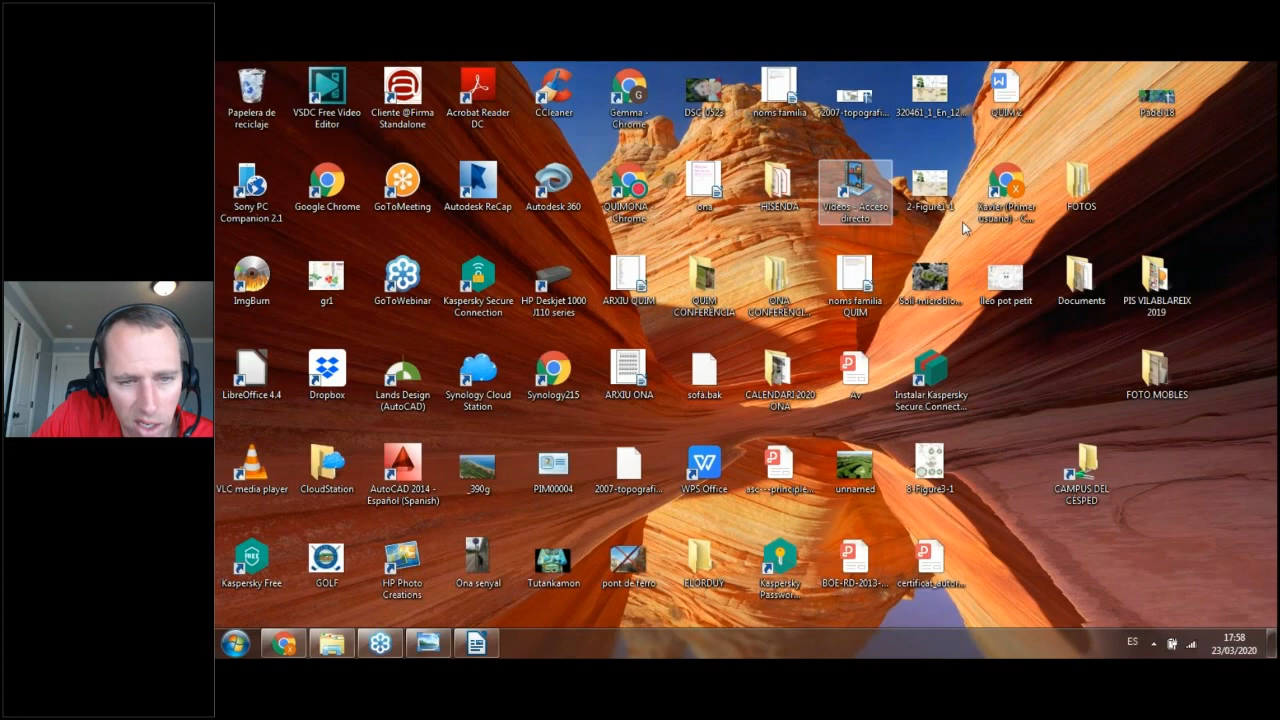 Papelera de
reciclaje
VSDC Free Video
Editor
Cliente @Firma
Standalone
Acrobat Reader
DC
CCleaner
Gemma -
Chrome
DSC_0523
noms familia
2007-topografi...
320461_1_En_12...
QUIM 2
Padel 18
Sony PC
Companion 2.1
Google Chrome
GoToMeeting
Autodesk ReCap
Autodesk 360
QUIMONA -
Chrome
ona
HISENDA
Vídeos - Acceso
directo
2-Figure1-1
Xavier (Primer
usuario) - C...
FOTOS
ImgBurn
gr1
GoToWebinar
Kaspersky Secure
Connection
HP Deskjet 1000
J110 series
ARXIU QUIM
QUIM
CONFERENCIA
ONA
CONFERENCI...
noms familia
QUIM
Soil-microbio...
lleo pot petit
Documents
PIS VILABLAREIX
2019
LibreOffice 4.4
Dropbox
Lands Design
(AutoCAD)
Synology Cloud
Station
Synology215
ARXIU ONA
sofa.bak
CALENDARI 2020
ONA
AV
Instalar Kaspersky
Secure Connect...
FOTO MOBLES
VLC media player
CloudStation
AutoCAD 2014 -
Español (Spanish)
_390g
PIM00004
2007-topografi...
WPS Office
asc---principle...
unnamed
8-Figure3-1
CAMPUS DEL
CESPED
Kaspersky Free
GOLF
HP Photo
Creations
Ona senyal
Tutankamon
pont de ferro
ELORDUY
Kaspersky
Passwor...
BOE-RD-2013-...
certificat_autor...
ES
17:58
23/03/2020